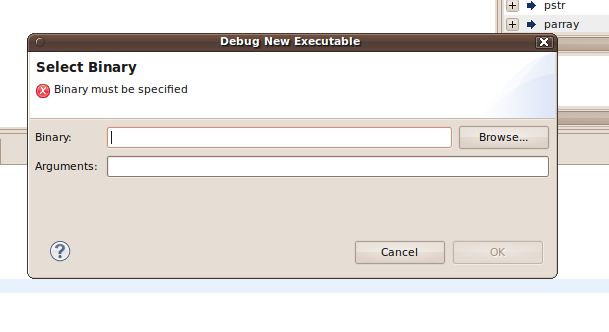 pstr
parray
Debug New Executable
Select Binary
Binary must be specified
Binary:
Browse...
Arguments:
Cancel
OK